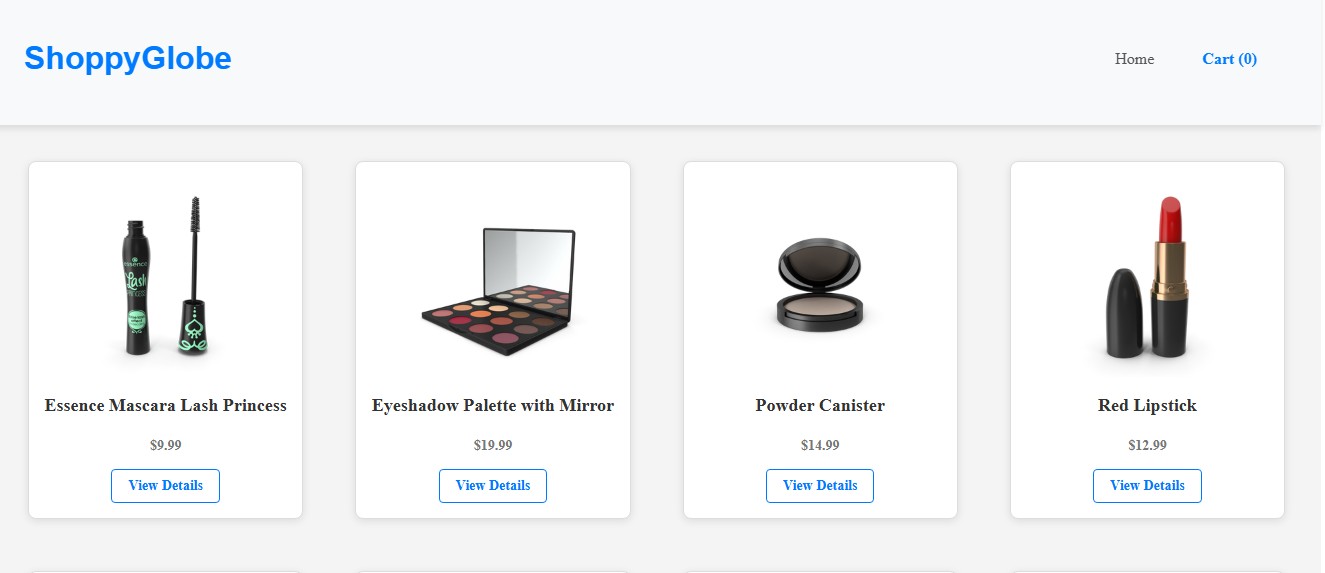 ShoppyGlobe
Home
Cart (0)
essence
Lash
Essence Mascara Lash Princess
$9.99
View Details
Eyeshadow Palette with Mirror
$19.99
View Details
Powder Canister
$14.99
View Details
Red Lipstick
$12.99
View Details